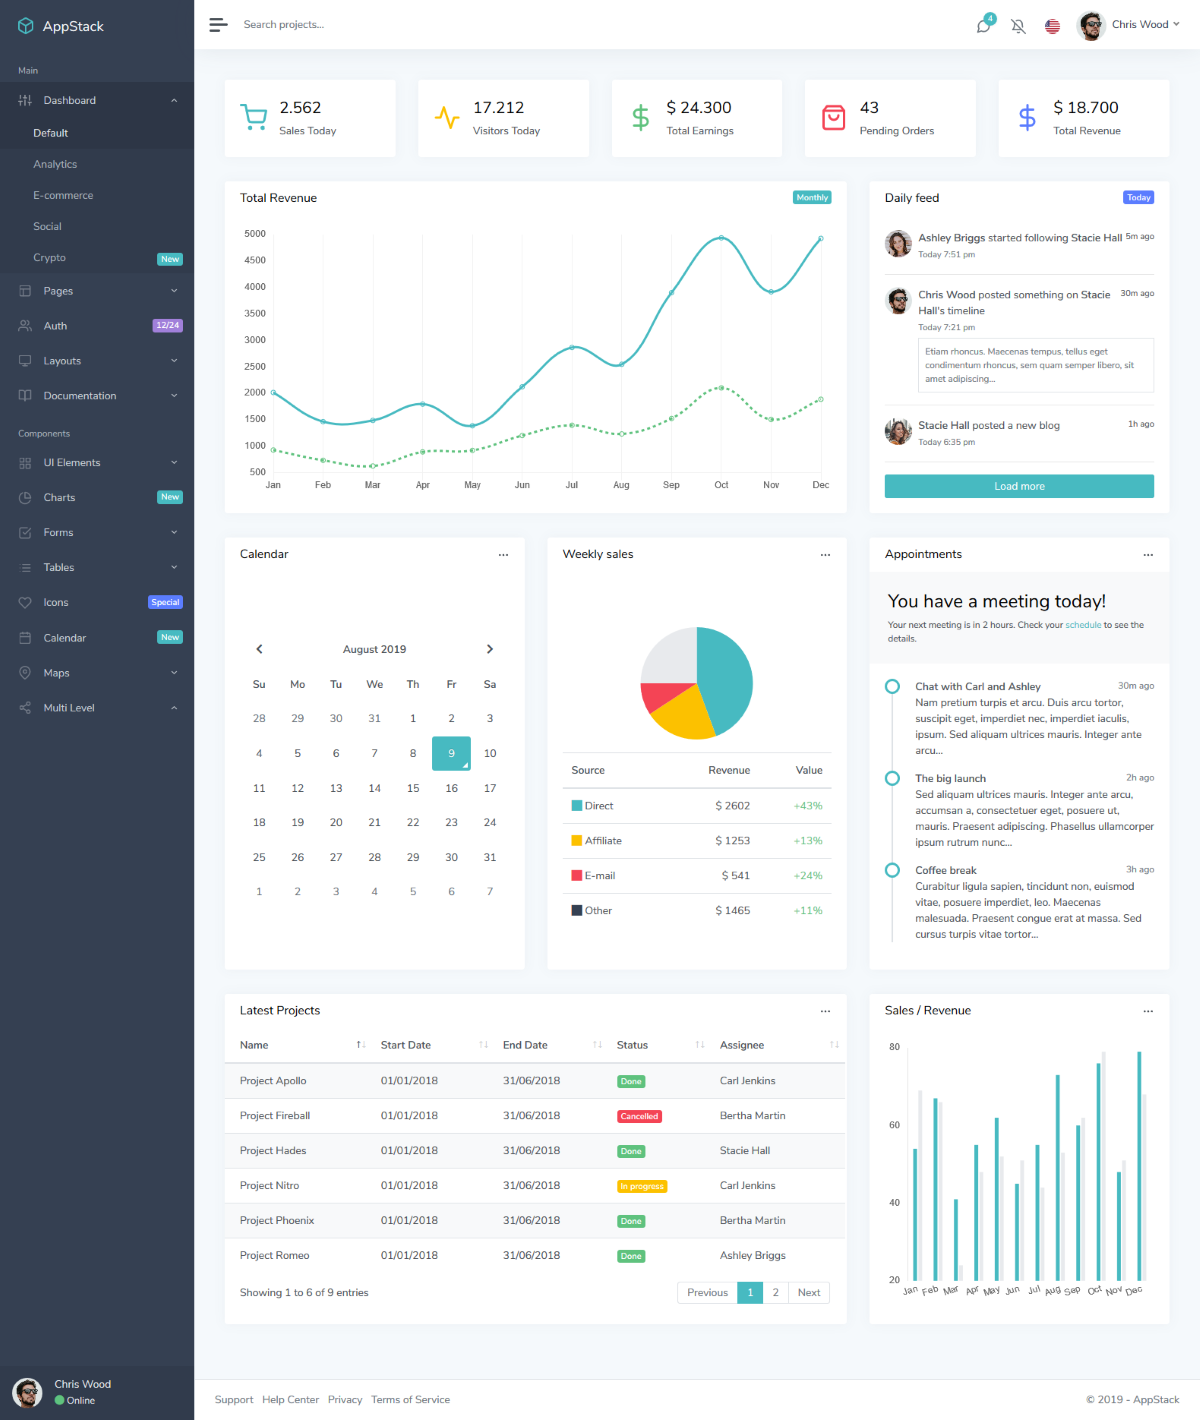 AppStack
Main
Dashboard
Default
Analytics
E-commerce
Social
Crypto New
Pages
Auth 12/24
Layouts
Documentation
Components
UI Elements
Charts New
Forms
Tables
Icons Special
Calendar New
Maps
Multi Level
Chris Wood
Online
Search projects...
4
Chris Wood
2.562
Sales Today
17.212
Visitors Today
$ 24.300
Total Earnings
43
Pending Orders
$ 18.700
Total Revenue
Total Revenue Monthly
5000
4500
4000
3500
3000
2500
2000
1500
1000
500
Jan Feb Mar Apr May Jun Jul Aug Sep Oct Nov Dec
Daily feed Today
Ashley Briggs started following Stacie Hall 5m ago
Today 7:51 pm
Chris Wood posted something on Stacie 30m ago
Hall's timeline
Today 7:21 pm
Etiam rhoncus. Maecenas tempus, tellus eget
condimentum rhoncus, sem quam semper libero, sit
amet adipiscing...
Stacie Hall posted a new blog 1h ago
Today 6:35 pm
Load more
Calendar
August 2019
Su Mo Tu We Th Fr Sa
28 29 30 31 1 2 3
4 5 6 7 8 9 10
11 12 13 14 15 16 17
18 19 20 21 22 23 24
25 26 27 28 29 30 31
1 2 3 4 5 6 7
Weekly sales
Source Revenue Value
Direct $ 2602 +43%
Affiliate $ 1253 +13%
E-mail $ 541 +24%
Other $ 1465 +11%
Appointments
You have a meeting today!
Your next meeting is in 2 hours. Check your schedule to see the
details.
Chat with Carl and Ashley 30m ago
Nam pretium turpis et arcu. Duis arcu tortor,
suscipit eget, imperdiet nec, imperdiet iaculis,
ipsum. Sed aliquam ultrices mauris. Integer ante
arcu...
The big launch 2h ago
Sed aliquam ultrices mauris. Integer ante arcu,
accumsan a, consectetuer eget, posuere ut,
mauris. Praesent adipiscing. Phasellus ullamcorper
ipsum rutrum nunc...
Coffee break 3h ago
Curabitur ligula sapien, tincidunt non, euismod
vitae, posuere imperdiet, leo. Maecenas
malesuada. Praesent congue erat at massa. Sed
cursus turpis vitae tortor...
Latest Projects
Name Start Date End Date Status Assignee
Project Apollo 01/01/2018 31/06/2018 Done Carl Jenkins
Project Fireball 01/01/2018 31/06/2018 Cancelled Bertha Martin
Project Hades 01/01/2018 31/06/2018 Done Stacie Hall
Project Nitro 01/01/2018 31/06/2018 In progress Carl Jenkins
Project Phoenix 01/01/2018 31/06/2018 Done Bertha Martin
Project Romeo 01/01/2018 31/06/2018 Done Ashley Briggs
Showing 1 to 6 of 9 entries Previous 1 2 Next
Sales / Revenue
80
60
40
20
Jan Feb Mar Apr May Jun Jul Aug Sep Oct Nov Dec
Support Help Center Privacy Terms of Service © 2019 - AppStack